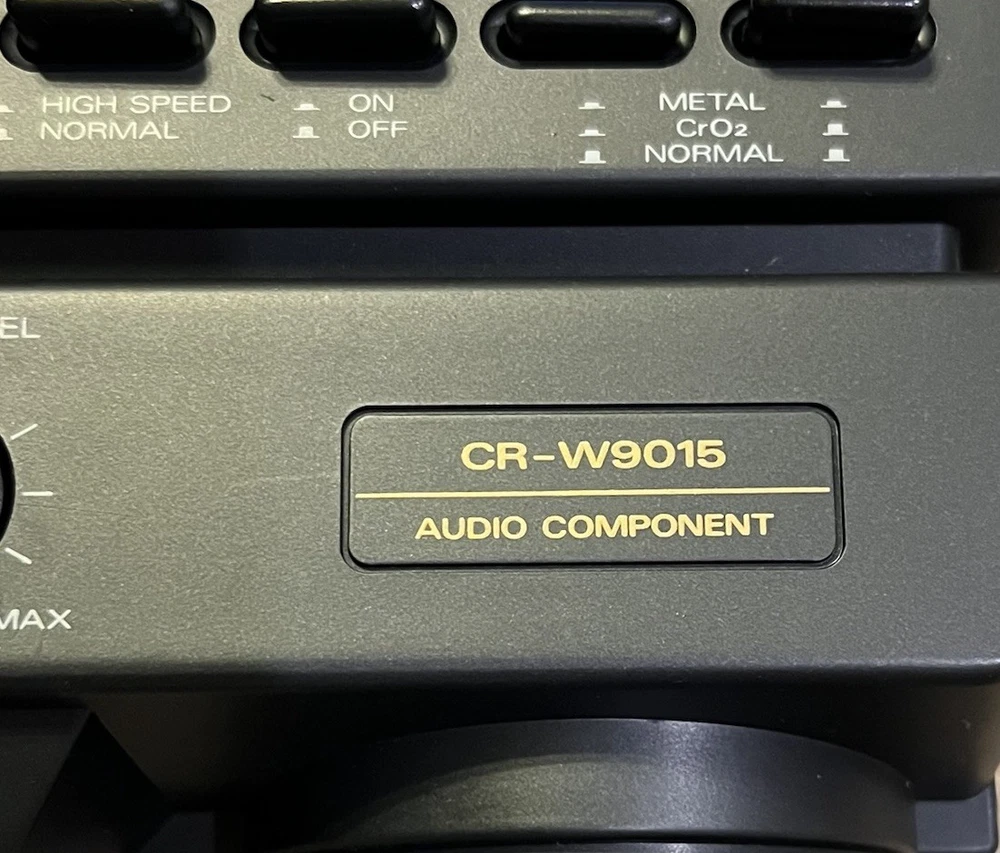 HIGH SPEED
NORMAL
ON
OFF
METAL
CrO₂
NORMAL
EL
CR-W9015
AUDIO COMPONENT
MAX